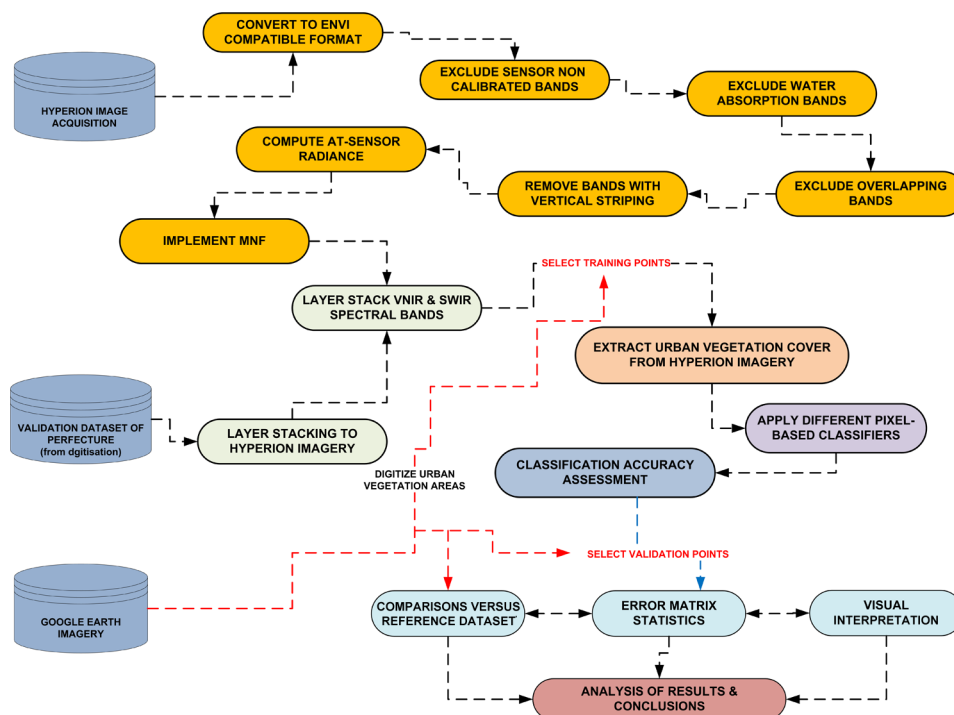 CONVERT TO ENVI
COMPATIBLE FORMAT
EXCLUDE SENSOR NON
CALIBRATED BANDS
EXCLUDE WATER
ABSORPTION BANDS
HYPERION IMAGE
ACQUISITION
COMPUTE AT-SENSOR
RADIANCE
REMOVE BANDS WITH
VERTICAL STRIPING
EXCLUDE OVERLAPPING
BANDS
IMPLEMENT MNF
SELECT TRAINING POINTS
LAYER STACK VNIR & SWIR
SPECTRAL BANDS
EXTRACT URBAN VEGETATION COVER
FROM HYPERION IMAGERY
VALIDATION DATASET OF
PERFECTURE
(from dgitisation)
LAYER STACKING TO
HYPERION IMAGERY
APPLY DIFFERENT PIXEL-
BASED CLASSIFIERS
DIGITIZE URBAN
VEGETATION AREAS
CLASSIFICATION ACCURACY
ASSESSMENT
SELECT VALIDATION POINTS
GOOGLE EARTH
IMAGERY
COMPARISONS VERSUS
REFERENCE DATASET
ERROR MATRIX
STATISTICS
VISUAL
INTERPRETATION
ANALYSIS OF RESULTS &
CONCLUSIONS